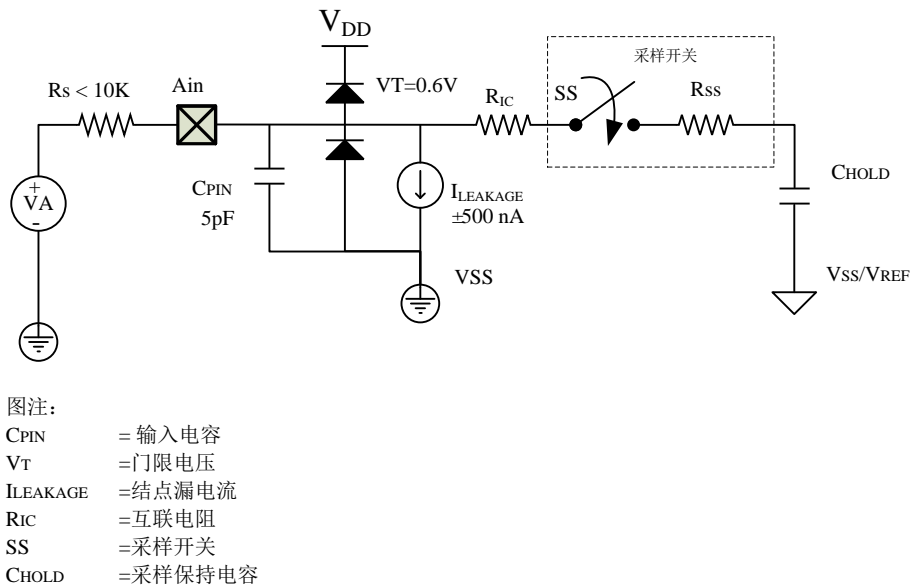 VDD
采样开关
Rs < 10K
Ain
VT=0.6V
RIC
SS
Rss
+
VA
-
CPIN
5pF
ILEAKAGE
±500 nA
CHOLD
VSS
VSS/VREF
图注：
CPIN = 输入电容
VT =门限电压
ILEAKAGE =结点漏电流
RIC =互联电阻
SS =采样开关
CHOLD =采样保持电容